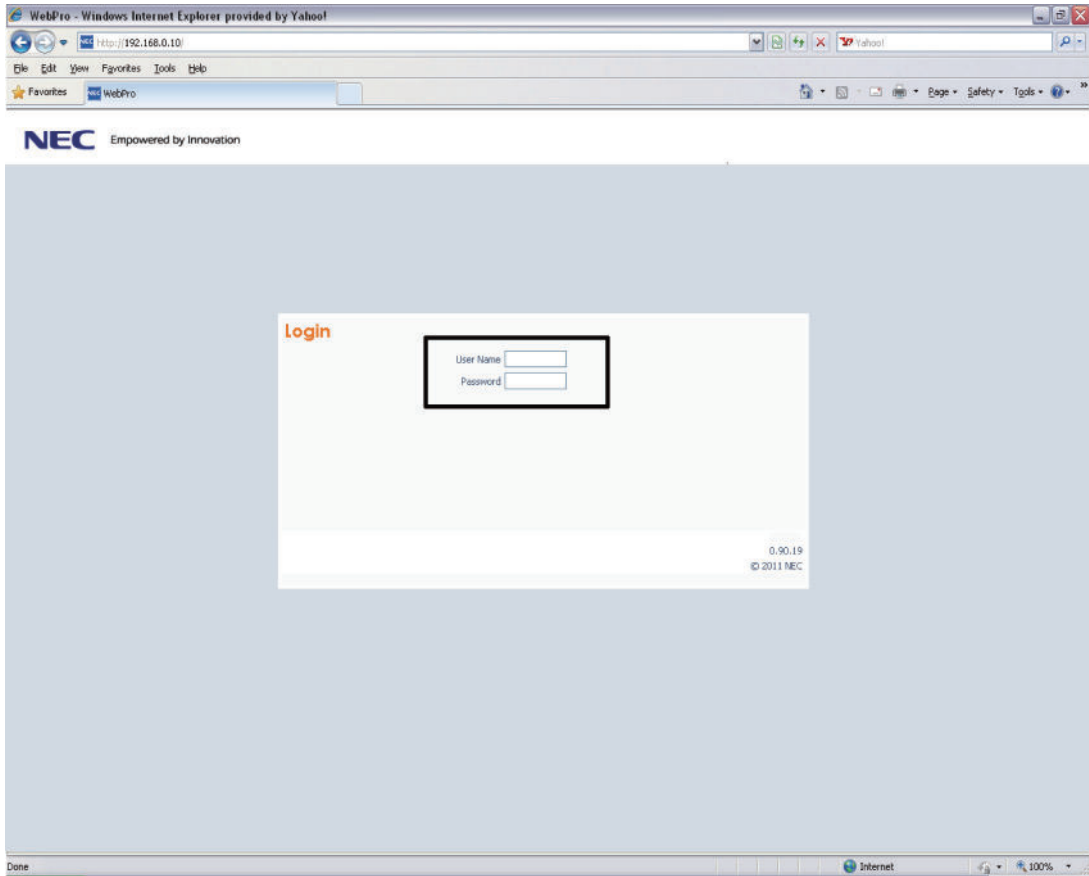 WebPro - Windows Internet Explorer provided by Yahoo!
NEC http://192.168.0.10/ Yahoo!
File Edit View Favorites Tools Help
Favorites NEC WebPro Page Safety Tools »
NEC Empowered by Innovation
Login
User Name
Password
0.90.19
© 2011 NEC
Done Internet 100%